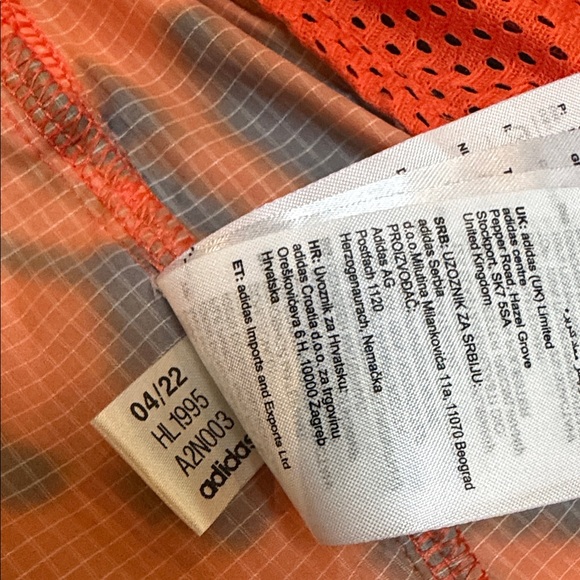 UK: adidas (UK) Limited
adidas centre
Pepper Road, Hazel Grove
Stockport, SK7 5SA
United Kingdom
SRB: UZOZNIK ZA SRBIJU:
adidas Serbia
d.o.o,Milutina Milankovića 11a, 11070 Beograd
PROIZVOĐAČ:
Adidas AG
Postfach 1120
Herzogenaurach, Nemačka
HR: Uvoznik za Hrvatsku:
adidas Croatia d.o.o. za trgovinu
Oreškovićeva 6 H, 10000 Zagreb
Hrvatska
ET: adidas Imports and Exports Ltd
04/22
HL1995
A2N003
adidas